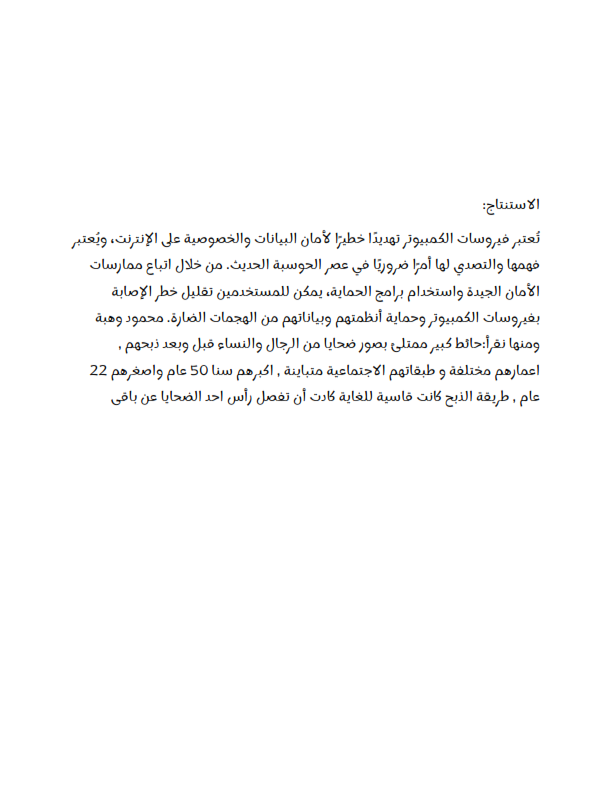 الاستنتاج:
تُعتبر فيروسات الكمبيوتر تهديدًا خطيرًا لأمان البيانات والخصوصية على الإنترنت، ويُعتبر
فهمها والتصدي لها أمرًا ضروريًا في عصر الحوسبة الحديث. من خلال اتباع ممارسات
الأمان الجيدة واستخدام برامج الحماية، يمكن للمستخدمين تقليل خطر الإصابة
بفيروسات الكمبيوتر وحماية أنظمتهم وبياناتهم من الهجمات الضارة. محمود وهبة
ومنها نقرأ:حائط كبير ممتلئ بصور ضحايا من الرجال والنساء قبل وبعد ذبحهم ,
اعمارهم مختلفة و طبقاتهم الاجتماعية متباينة , اكبرهم سنا 50 عام واصغرهم 22
عام , طريقة الذبح كانت قاسية للغاية كادت أن تفصل رأس احد الضحايا عن باقى